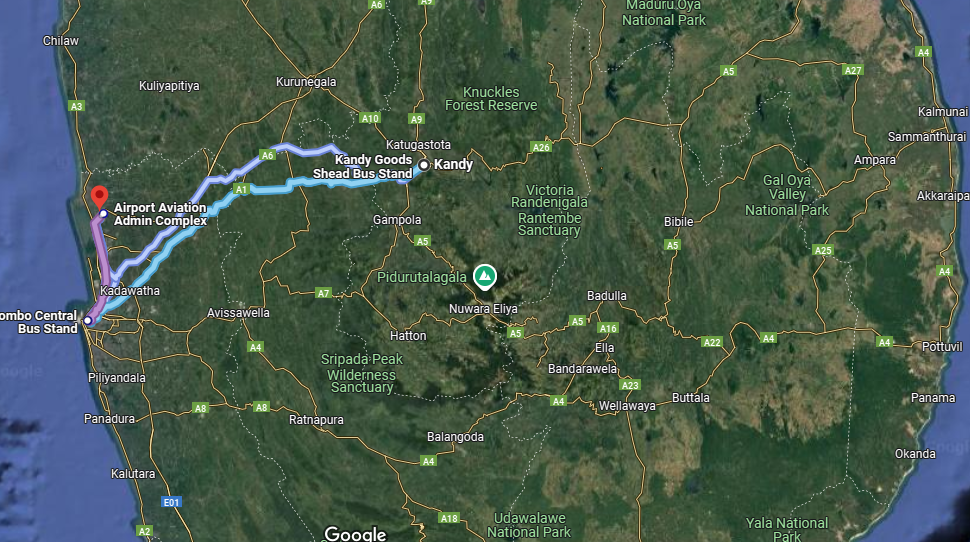 Maduru Oya
National Park
A6
A9
Chilaw
A4
A5
A27
Kuliyapitiya
Kurunegala
Knuckles
Forest Reserve
A3
A10
A9
Kalmunai
Sammanthurai
Katugastota
A26
A6
Kandy Goods
Shead Bus Stand
Kandy
Ampara
A1
Victoria
Randenigala
Rantembe
Sanctuary
Gal Oya
Valley
National Park
Akkaraipa
Airport Aviation
Admin Complex
Gampola
Bibile
A5
A5
A25
Pidurutalagala
A4
Kadawatha
A7
Badulla
ombo Central
Bus Stand
Avissawella
Nuwara Eliya
A5
A16
A5
Hatton
A22
A4
A4
A4
Ella
Pottuvil
Sripada Peak
Wilderness
Sanctuary
Bandarawela
Piliyandala
A23
Buttala
Panama
A8
A8
A4
Wellawaya
Panadura
Ratnapura
Balangoda
Okanda
A4
Kalutara
E01
A18
Udawalawe
National Park
Yala National
Park
A2
Google